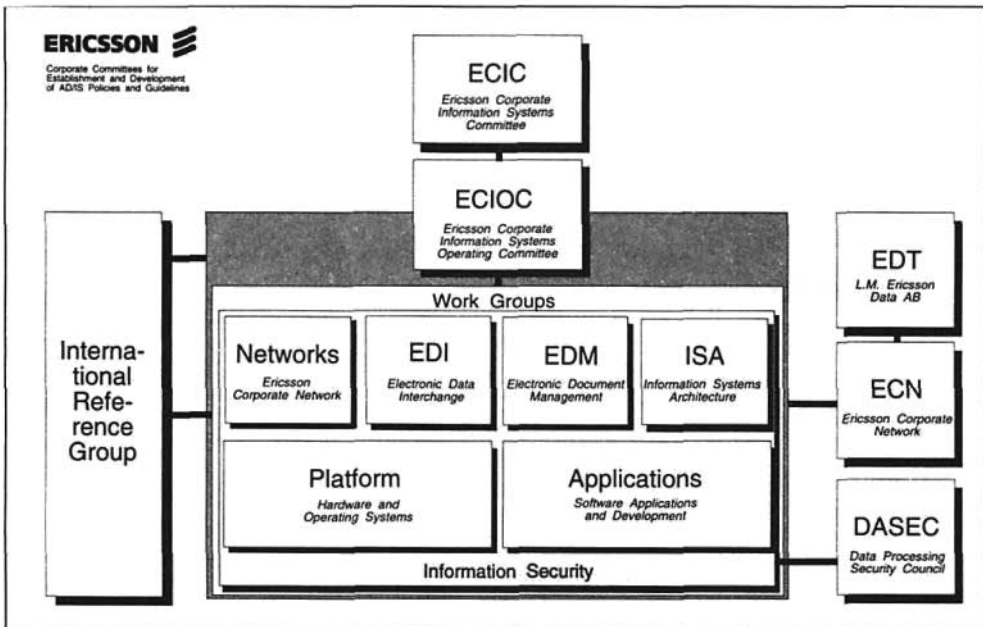 ERICSSON
Corporate Committees for
Establishment and Development
of AD/IS Policies and Guidelines
ECIC
Ericsson Corporate
Information Systems
Committee
ECIOC
Ericsson Corporate
Information Systems
Operating Committee
Interna-
tional
Refe-
rence
Group
Work Groups
Networks
Ericsson
Corporate Network
EDI
Electronic Data
Interchange
EDM
Electronic Document
Management
ISA
Information Systems
Architecture
Platform
Hardware and
Operating Systems
Applications
Software Applications
and Development
Information Security
EDT
L.M. Ericsson
Data AB
ECN
Ericsson Corporate
Network
DASEC
Data Processing
Security Council